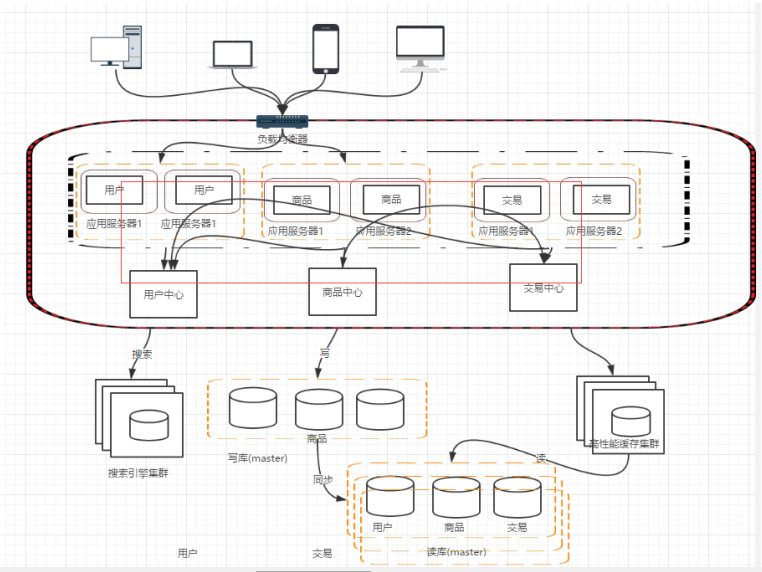 负载均衡器
用户
用户
商品
商品
交易
交易
应用服务器1
应用服务器1
应用服务器1
应用服务器2
应用服务器1
应用服务器2
用户中心
商品中心
交易中心
搜索
写
商品
高性能缓存集群
写库(master)
读
搜索引擎集群
同步
用户
商品
交易
用户
交易
读库(master)